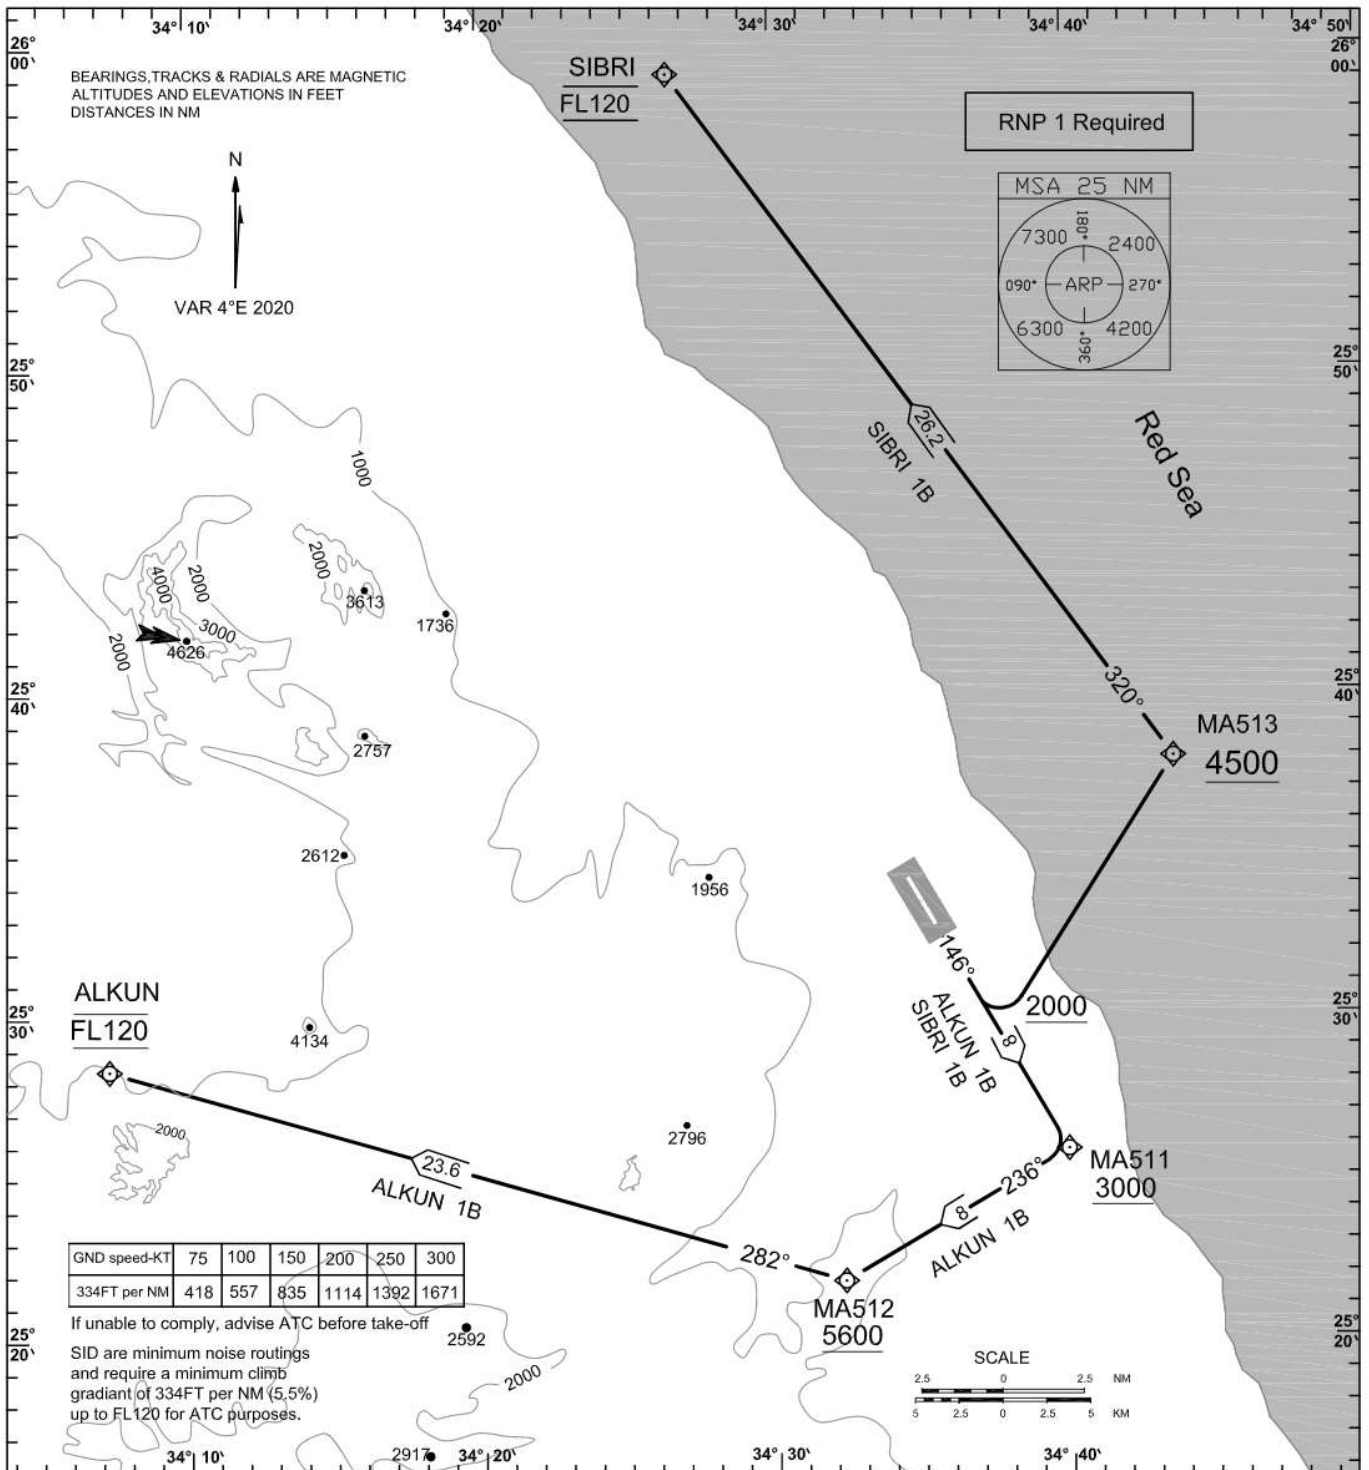 34° 10‵
34° 20‵
34° 30‵
34° 40‵
34° 50‵
26°
00‵
26°
00‵
BEARINGS,TRACKS & RADIALS ARE MAGNETIC
ALTITUDES AND ELEVATIONS IN FEET
DISTANCES IN NM
N
VAR 4°E 2020
SIBRI
FL120
RNP 1 Required
MSA 25 NM
180°
7300
2400
090°
ARP
270°
6300
4200
360°
25°
50‵
25°
50‵
26.2
SIBRI 1B
Red Sea
1000
2000
4000
2000
3613
3000
1736
2000
4626
25°
40‵
25°
40‵
320°
MA513
4500
2757
2612
1956
146°
ALKUN 1B
SIBRI 1B
2000
8
ALKUN
FL120
25°
30‵
25°
30‵
4134
2000
2796
MA511
3000
236°
8
ALKUN 1B
23.6
ALKUN 1B
282°
MA512
5600
GND speed-KT 75 100 150 200 250 300
334FT per NM 418 557 835 1114 1392 1671
If unable to comply, advise ATC before take-off
2592
25°
20‵
25°
20‵
SID are minimum noise routings
and require a minimum climb
gradiant of 334FT per NM (5.5%)
up to FL120 for ATC purposes.
2000
SCALE
2.5 0 2.5 NM
5 2.5 0 2.5 5 KM
2917
34° 10‵
34° 20‵
34° 30‵
34° 40‵